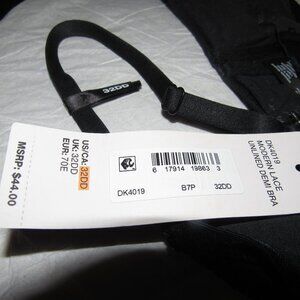 32DD
MSRP: $44.00
US/CA: 32DD
UK: 32DD
EUR: 70E
6 17914 19863 3
DK4019 B7P 32DD
DK4019
MODERN LACE
UNLINED DEMI BRA